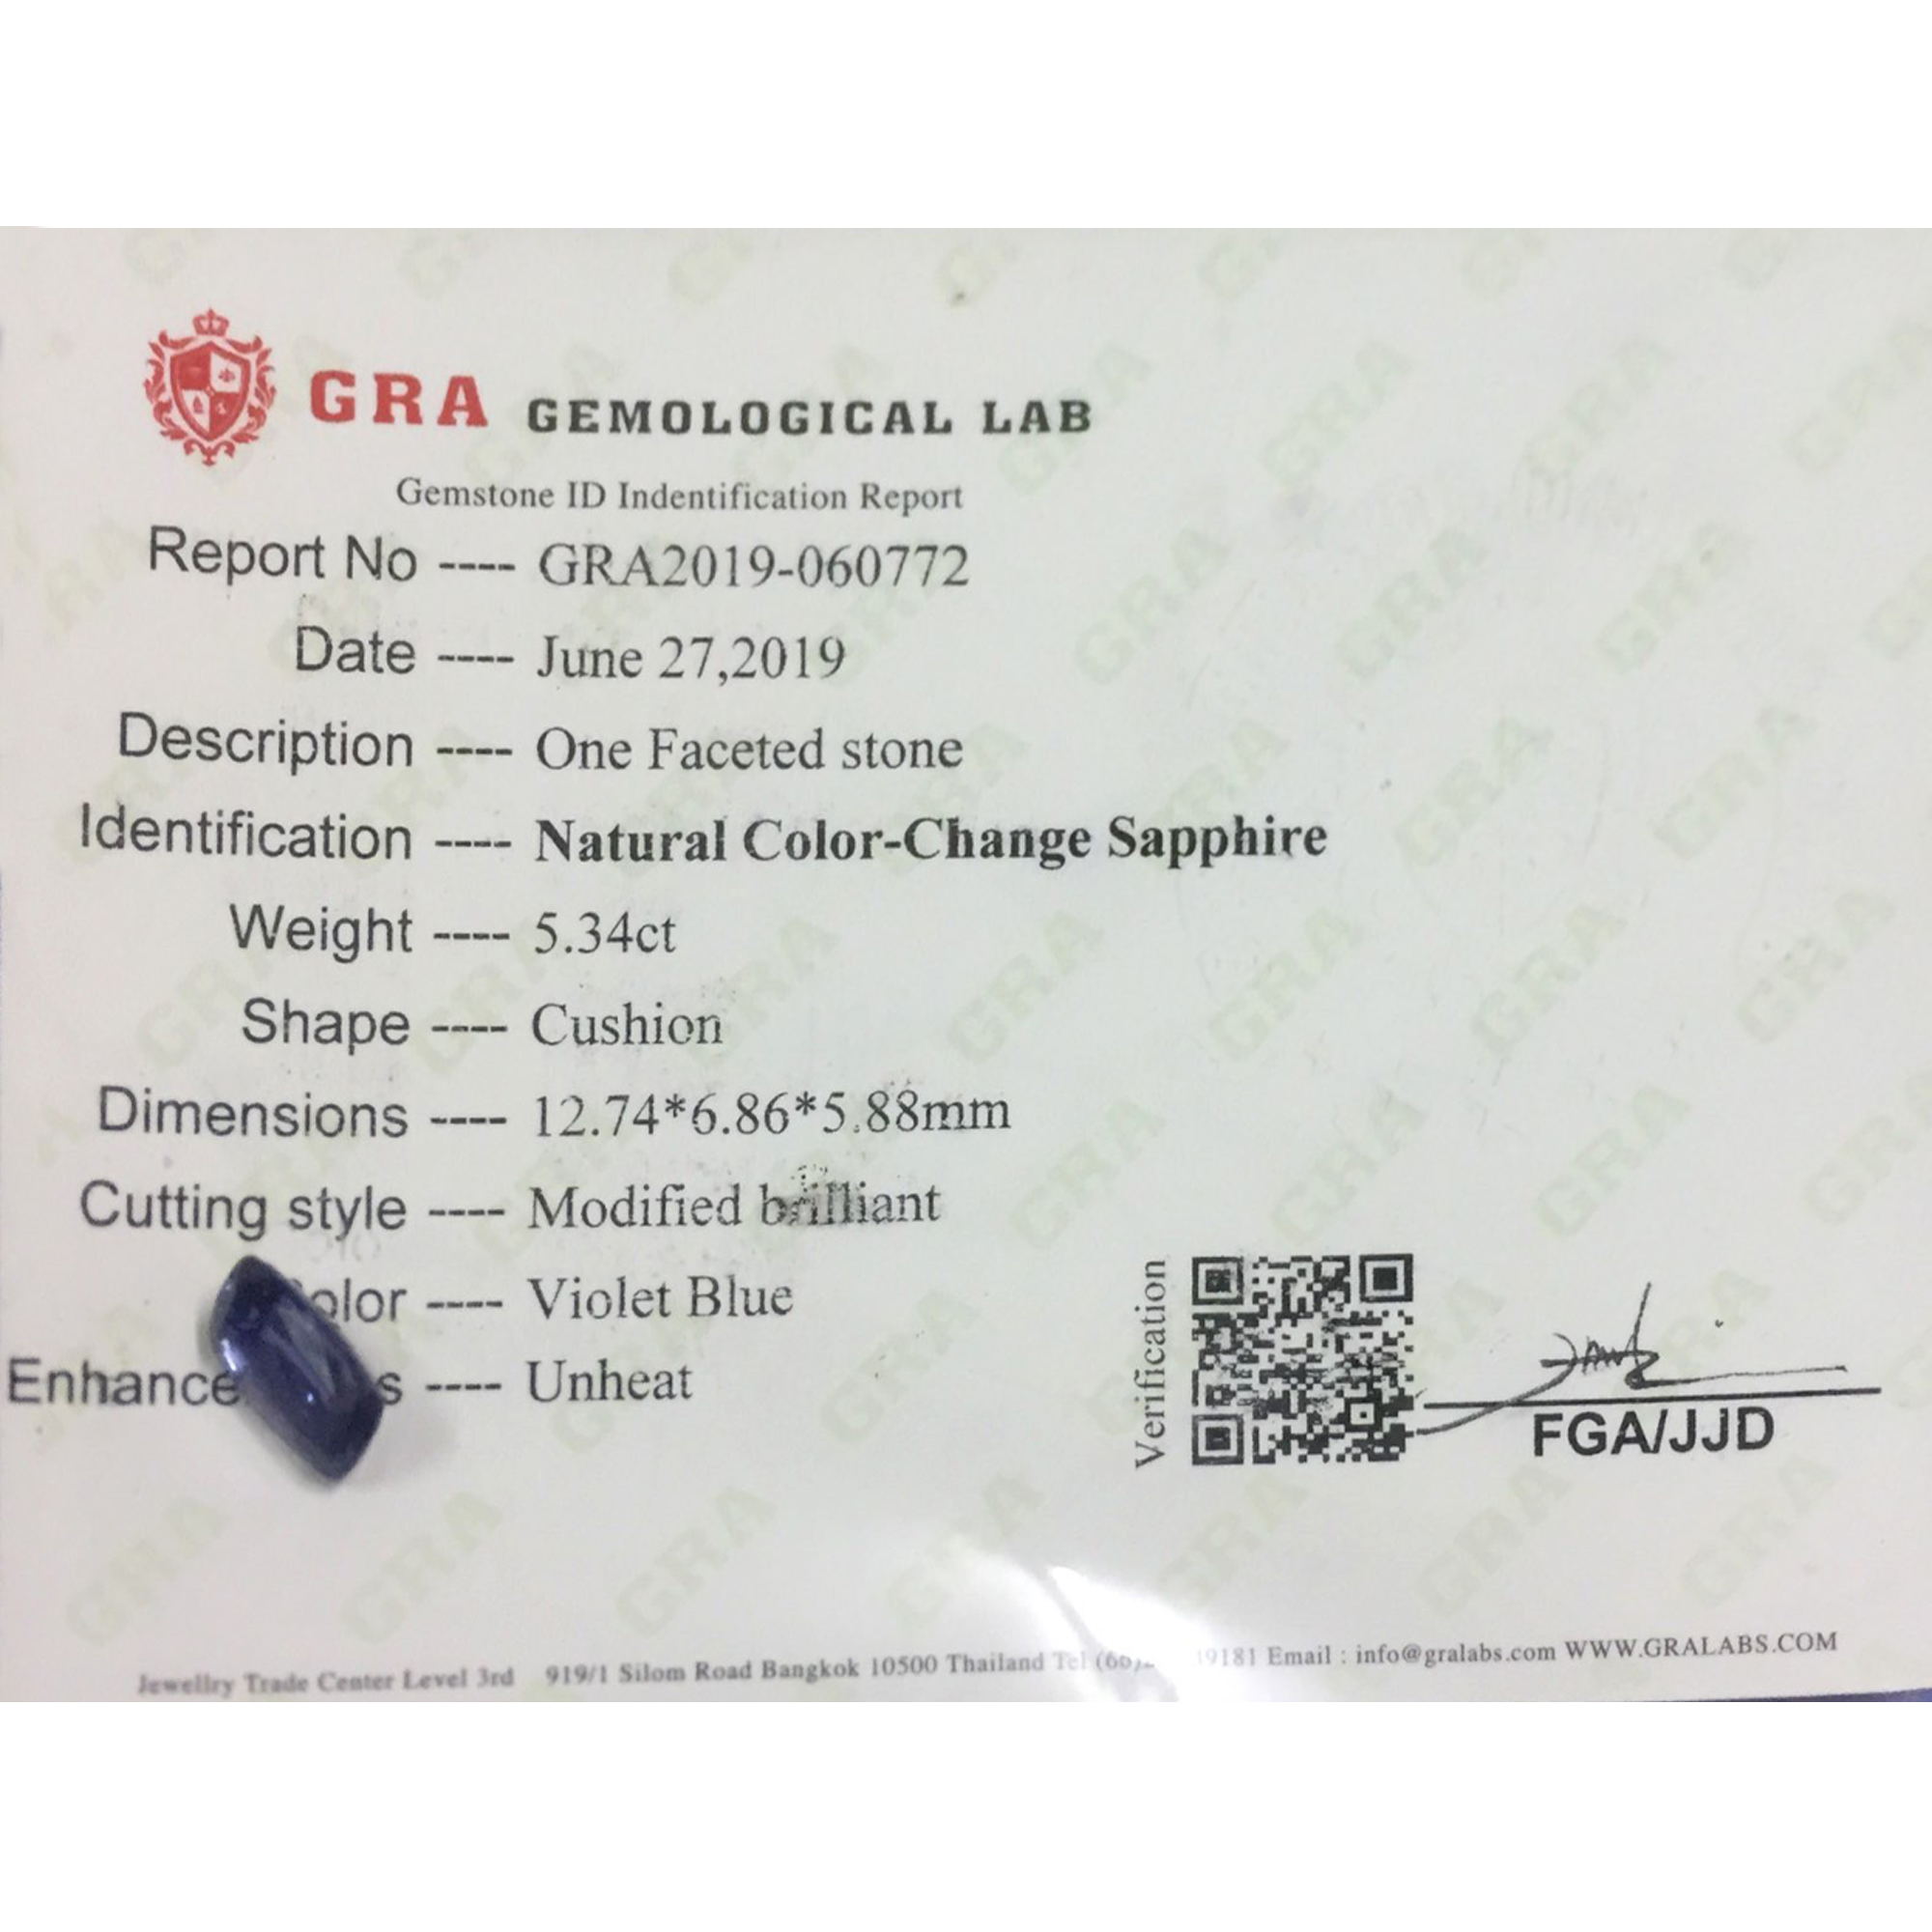 GRA GEMOLOGICAL LAB
Gemstone ID Indentification Report
Report No ---- GRA2019-060772
Date ---- June 27,2019
Description ---- One Faceted stone
Identification ---- Natural Color-Change Sapphire
Weight ---- 5.34ct
Shape ---- Cushion
Dimensions ---- 12.74*6.86*5.88mm
Cutting style ---- Modified brilliant
olor ---- Violet Blue
Enhance s ---- Unheat
Verification
FGA/JJD
Jewellry Trade Center Level 3rd 919/1 Silom Road Bangkok 10500 Thailand Tel 19181 Email : info@gralabs.com WWW.GRALABS.COM